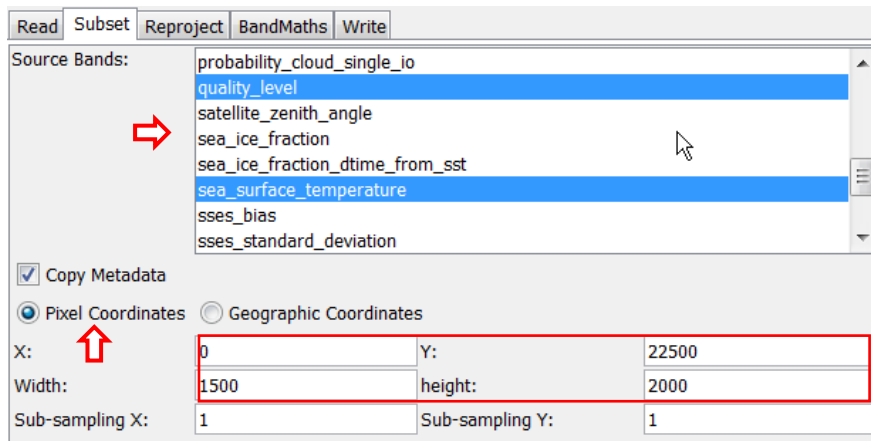 Read Subset Reproject BandMaths Write
Source Bands: probability_cloud_single_io
quality_level
satellite_zenith_angle
sea_ice_fraction
sea_ice_fraction_dtime_from_sst
sea_surface_temperature
sses_bias
sses_standard_deviation
Copy Metadata
Pixel Coordinates Geographic Coordinates
X: 0 Y: 22500
Width: 1500 height: 2000
Sub-sampling X: 1 Sub-sampling Y: 1